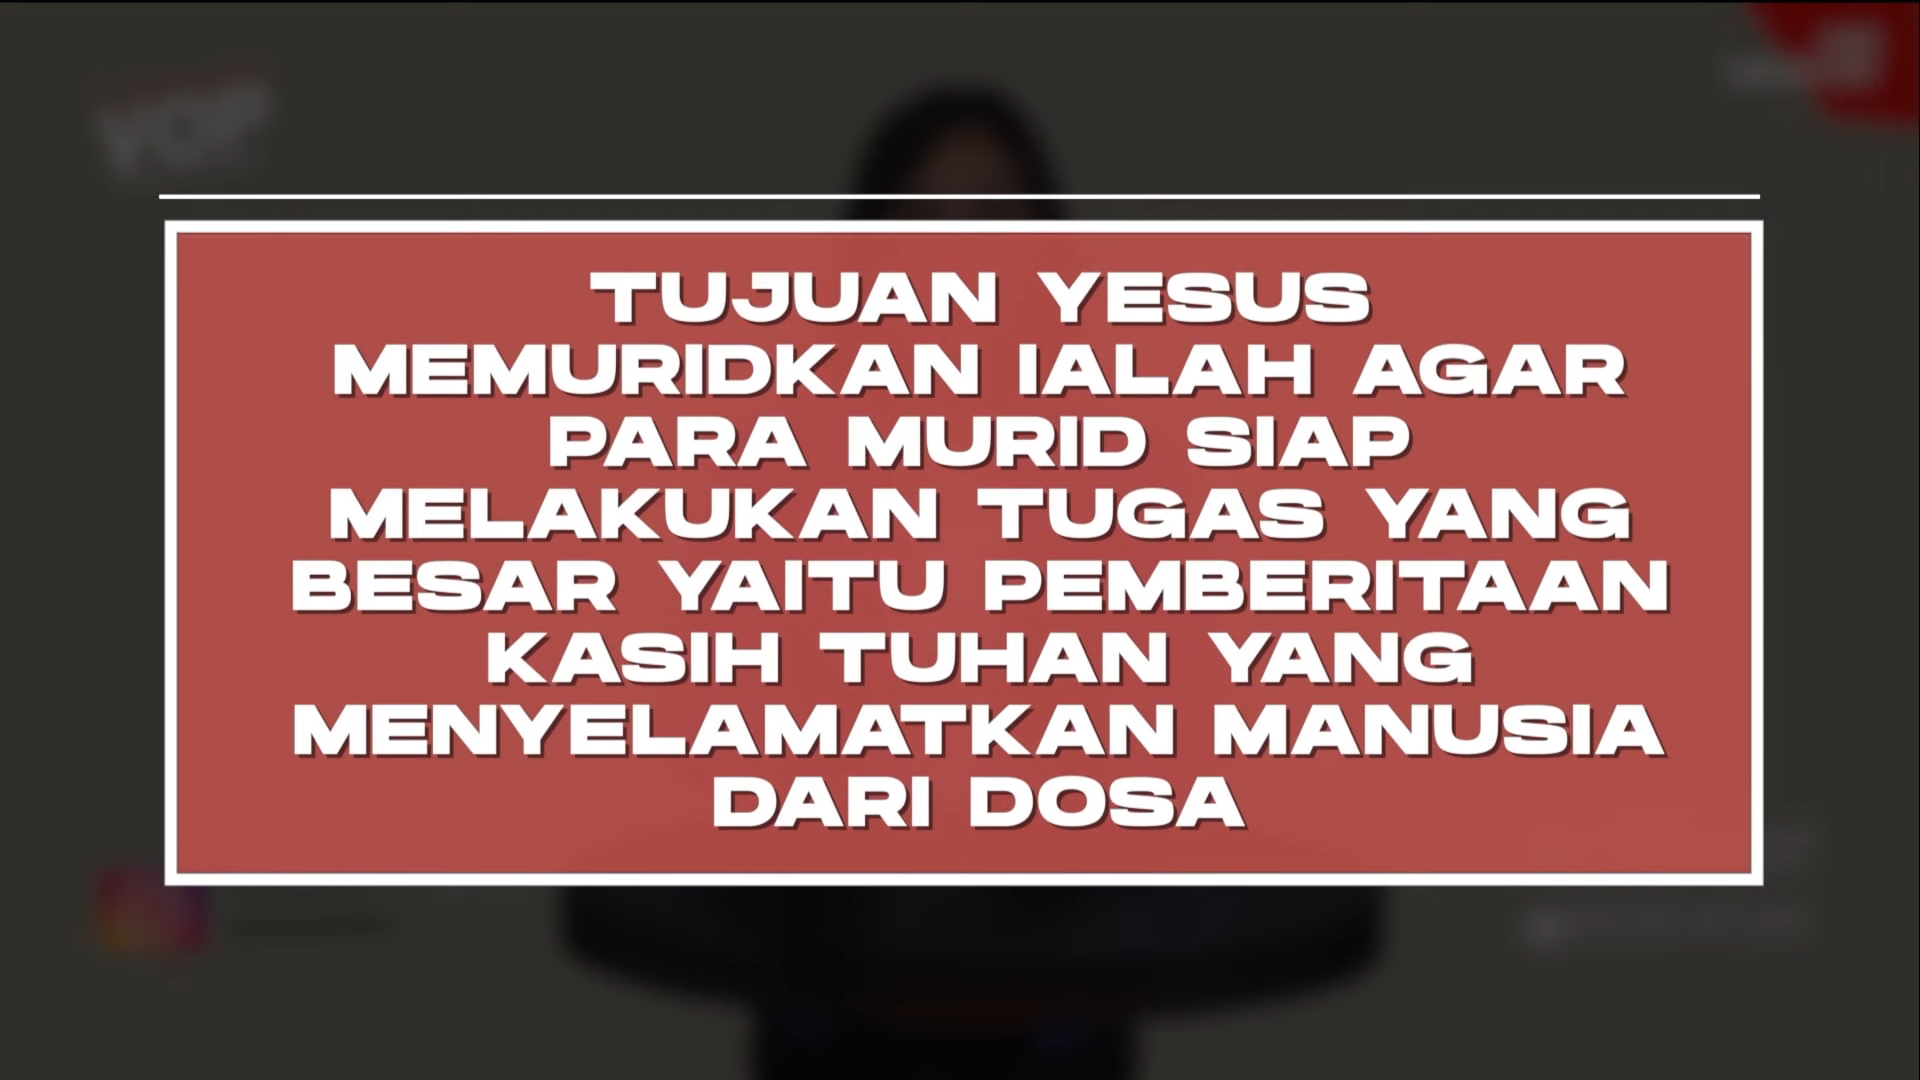 YOP
TUJUAN YESUS
MEMURIDKAN IALAH AGAR
PARA MURID SIAP
MELAKUKAN TUGAS YANG
BESAR YAITU PEMBERITAAN
KASIH TUHAN YANG
MENYELAMATKAN MANUSIA
DARI DOSA